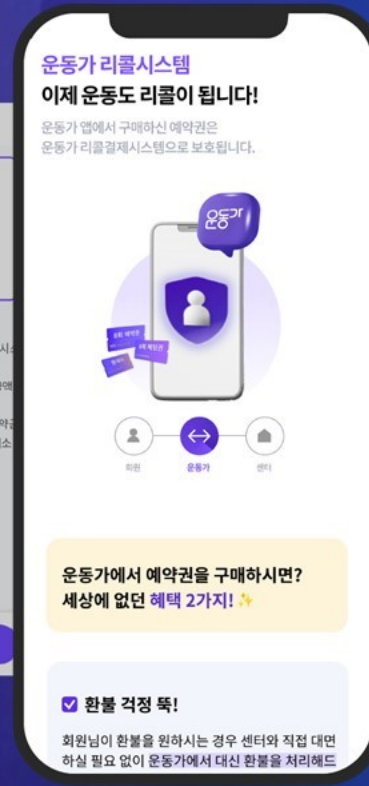 운동가 리콜시스템
이제 운동도 리콜이 됩니다!
운동가 앱에서 구매하신 예약권은
운동가 리콜결제시스템으로 보호됩니다.
운동가
회원
운동가
센터
운동가에서 예약권을 구매하시면?
세상에 없던 혜택 2가지!
환불 걱정 뚝!
회원님이 환불을 원하시는 경우 센터와 직접 대면
하실 필요 없이 운동가에서 대신 환불을 처리해드